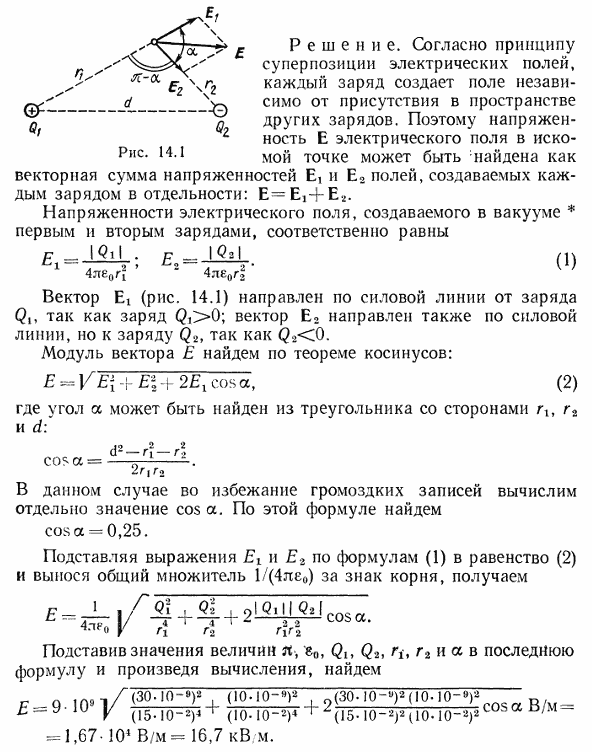 E₁
E
α
r₁
π-α
E₂
r₂
d
Q₁
Q₂
Рис. 14.1
Решение. Согласно принципу
суперпозиции электрических полей,
каждый заряд создает поле незави-
симо от присутствия в пространстве
других зарядов. Поэтому напряжен-
ность E электрического поля в иско-
мой точке может быть найдена как
векторная сумма напряженностей E₁ и E₂ полей, создаваемых каж-
дым зарядом в отдельности: E=E₁+E₂.
Напряженности электрического поля, создаваемого в вакууме *
первым и вторым зарядами, соответственно равны
E₁ = |Q₁| / 4πε₀r₁² ; E₂ = |Q₂| / 4πε₀r₂² . (1)
Вектор E₁ (рис. 14.1) направлен по силовой линии от заряда
Q₁, так как заряд Q₁>0; вектор E₂ направлен также по силовой
линии, но к заряду Q₂, так как Q₂<0.
Модуль вектора E найдем по теореме косинусов:
E = √(E₁² + E₂² + 2E₁ cos α), (2)
где угол α может быть найден из треугольника со сторонами r₁, r₂
и d:
cos α = (d² — r₁² — r₂²) / 2r₁r₂ .
В данном случае во избежание громоздких записей вычислим
отдельно значение cos α. По этой формуле найдем
cos α = 0,25.
Подставляя выражения E₁ и E₂ по формулам (1) в равенство (2)
и вынося общий множитель 1/(4πε₀) за знак корня, получаем
E = 1 / 4πε₀ √(Q₁² / r₁⁴ + Q₂² / r₂⁴ + 2 |Q₁||Q₂| / r₁²r₂² cos α).
Подставив значения величин π, ε₀, Q₁, Q₂, r₁, r₂ и α в последнюю
формулу и произведя вычисления, найдем
E = 9·10⁹ √((30·10⁻⁹)² / (15·10⁻²)⁴ + (10·10⁻⁹)² / (10·10⁻²)⁴ + 2 (30·10⁻⁹)² (10·10⁻⁹)² / (15·10⁻²)² (10·10⁻²)² cos α) В/м=
= 1,67·10⁴ В/м = 16,7 кВ/м.